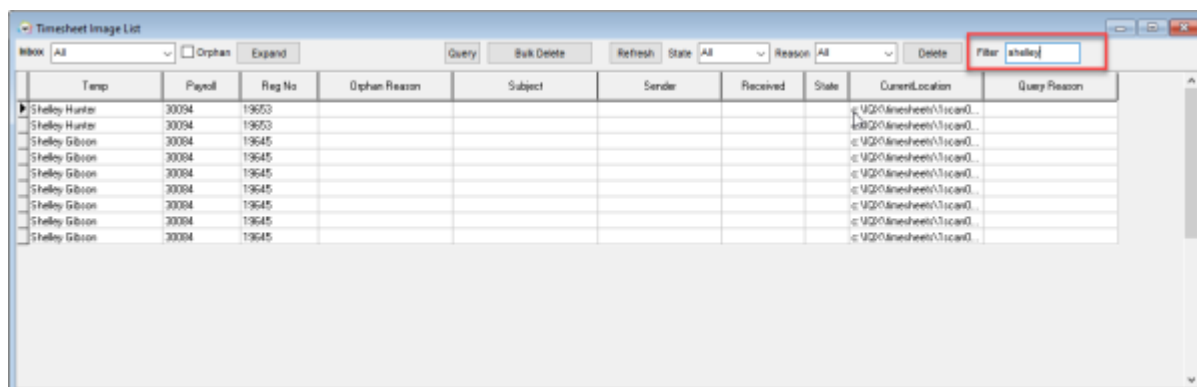 Timesheet Image List
Inbox All Orphan Expand Query Bulk Delete Refresh State All Reason All Delete Filter shelley
Temp Payroll Reg No Orphan Reason Subject Sender Received State CurrentLocation Query Reason
Shelley Hunter 30094 19653
Shelley Hunter 30094 19653
Shelley Gibson 30084 19645
Shelley Gibson 30084 19645
Shelley Gibson 30084 19645
Shelley Gibson 30084 19645
Shelley Gibson 30084 19645
Shelley Gibson 30084 19645
Shelley Gibson 30084 19645